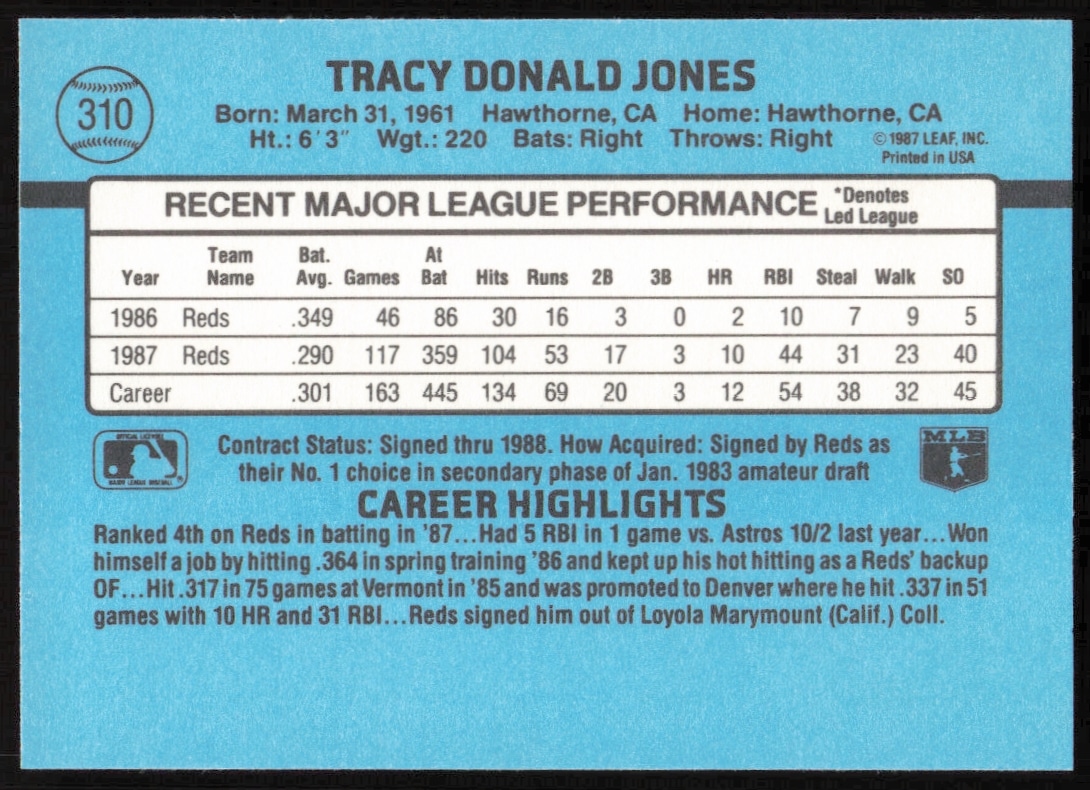 310
TRACY DONALD JONES
Born: March 31, 1961 Hawthorne, CA Home: Hawthorne, CA
Ht.: 6'3" Wgt.: 220 Bats: Right Throws: Right
© 1987 LEAF, INC.
Printed in USA
RECENT MAJOR LEAGUE PERFORMANCE *Denotes Led League
Year Team Name Bat. Avg. Games At Bat Hits Runs 2B 3B HR RBI Steal Walk SO
1986 Reds .349 46 86 30 16 3 0 2 10 7 9 5
1987 Reds .290 117 359 104 53 17 3 10 44 31 23 40
Career .301 163 445 134 69 20 3 12 54 38 32 45
OFFICIAL LICENSEE
MAJOR LEAGUE BASEBALL
Contract Status: Signed thru 1988. How Acquired: Signed by Reds as
their No. 1 choice in secondary phase of Jan. 1983 amateur draft
MLB
CAREER HIGHLIGHTS
Ranked 4th on Reds in batting in '87...Had 5 RBI in 1 game vs. Astros 10/2 last year...Won
himself a job by hitting .364 in spring training '86 and kept up his hot hitting as a Reds' backup
OF...Hit .317 in 75 games at Vermont in '85 and was promoted to Denver where he hit .337 in 51
games with 10 HR and 31 RBI...Reds signed him out of Loyola Marymount (Calif.) Coll.